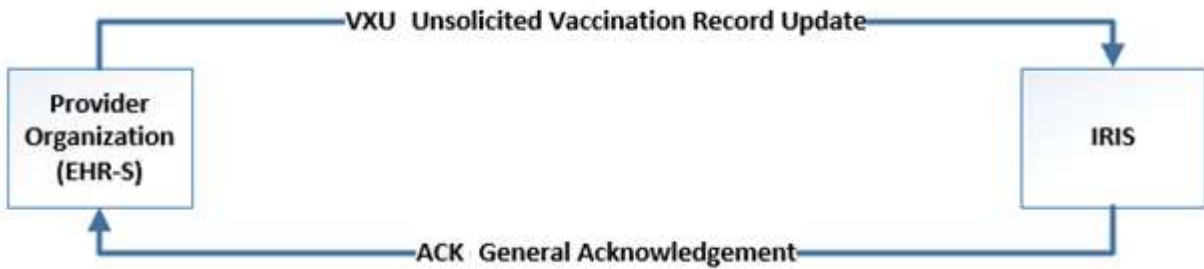 VXU Unsolicited Vaccination Record Update
Provider
Organization
(EHR-S)
IRIS
ACK General Acknowledgement